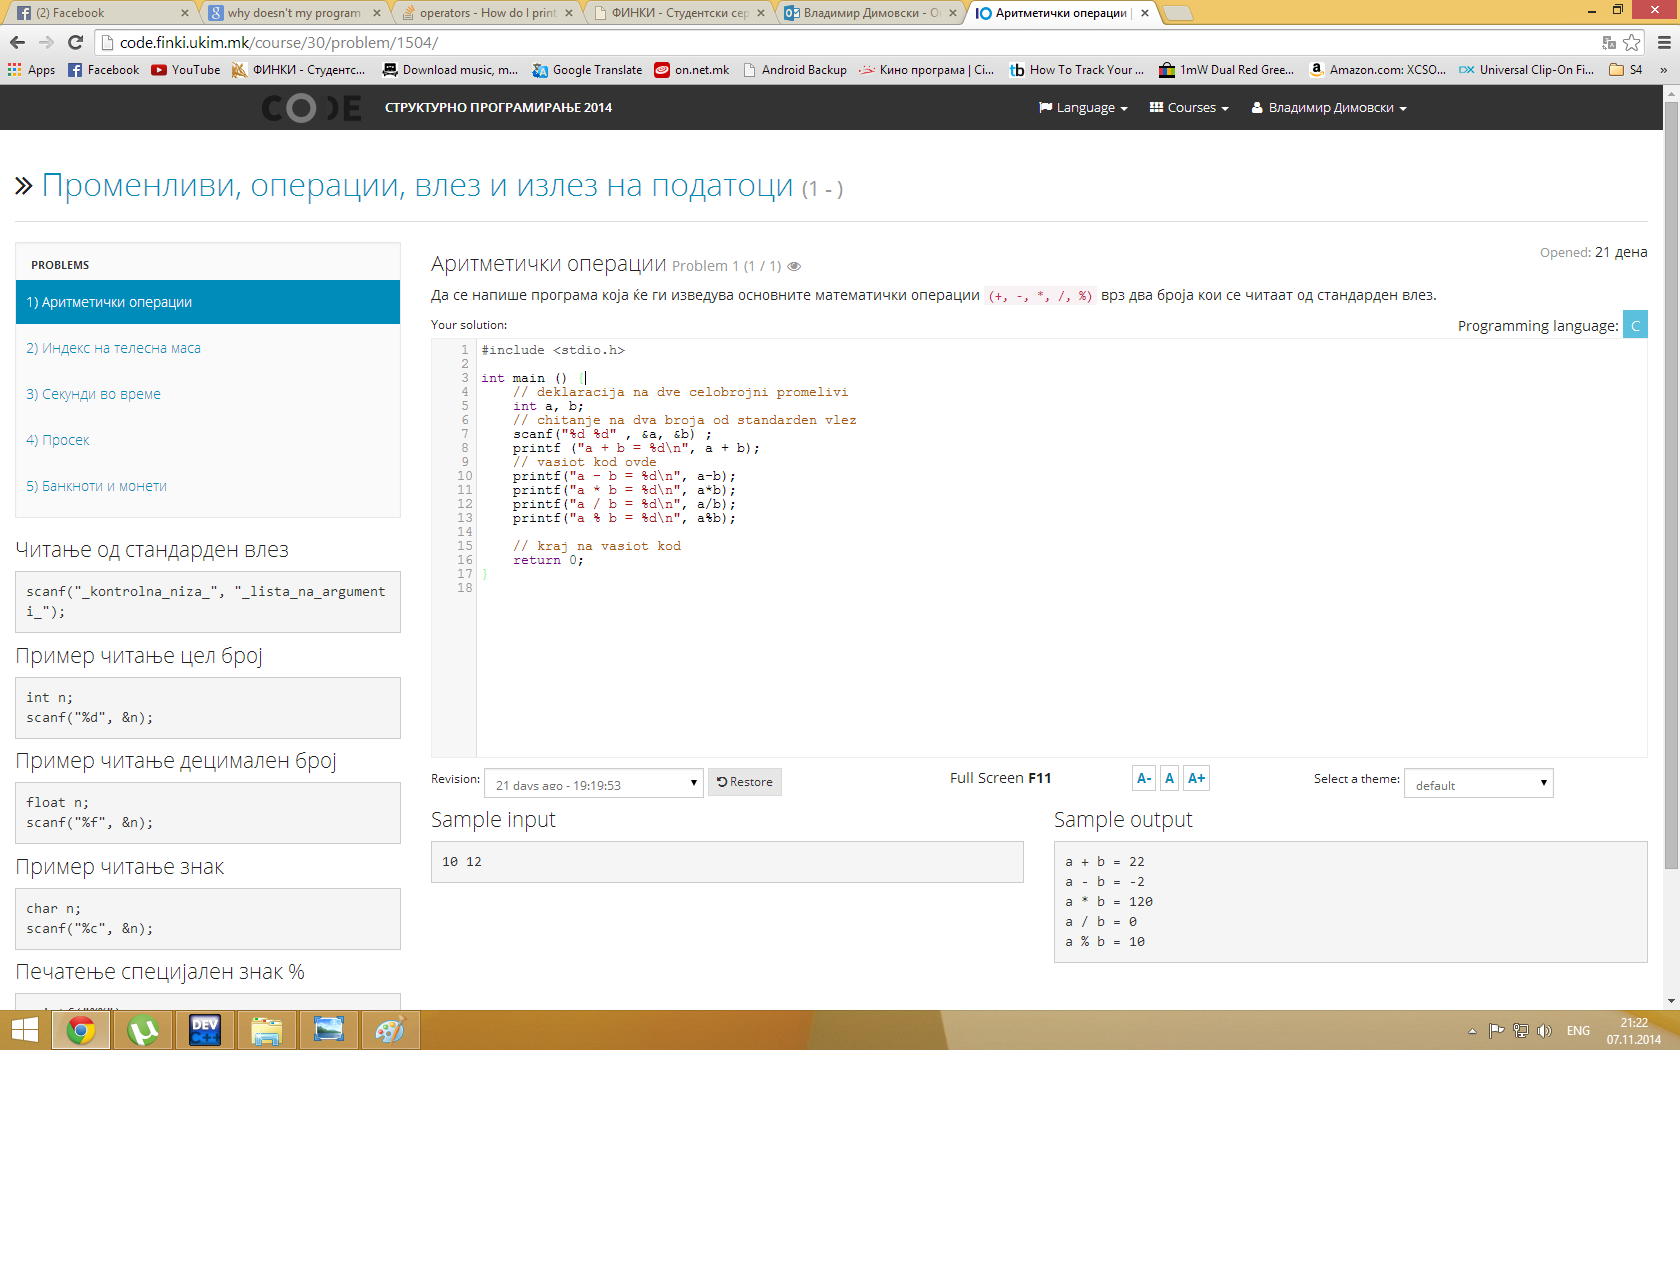 (2) Facebook
why doesn't my program
operators - How do I print
ФИНКИ - Студентски сер
Владимир Димовски - O
Аритметички операции |
code.finki.ukim.mk/course/30/problem/1504/
Apps Facebook YouTube ФИНКИ - Студентс... Download music, m... Google Translate on.net.mk Android Backup Кино програма | Ci... How To Track Your ... 1mW Dual Red Gree... Amazon.com: XCSO... Universal Clip-On Fi... S4 »
CODE СТРУКТУРНО ПРОГРАМИРАЊЕ 2014 Language Courses Владимир Димовски
Променливи, операции, влез и излез на податоци (1 - )
PROBLEMS
1) Аритметички операции
2) Индекс на телесна маса
3) Секунди во време
4) Просек
5) Банкноти и монети
Читање од стандарден влез
scanf("_kontrolna_niza_", "_lista_na_argument
i_");
Пример читање цел број
int n;
scanf("%d", &n);
Пример читање децимален број
float n;
scanf("%f", &n);
Пример читање знак
char n;
scanf("%c", &n);
Печатење специјален знак %
Opened: 21 дена
Аритметички операции Problem 1 (1 / 1)
Да се напише програма која ќе ги изведува основните математички операции (+, -, *, /, %) врз два броја кои се читаат од стандарден влез.
Your solution:
Programming language: C
1 #include <stdio.h>
2
3 int main () {
4 // deklaracija na dve celobrojni promelivi
5 int a, b;
6 // chitanje na dva broja od standarden vlez
7 scanf("%d %d" , &a, &b) ;
8 printf ("a + b = %d\n", a + b);
9 // vasiot kod ovde
10 printf("a - b = %d\n", a-b);
11 printf("a * b = %d\n", a*b);
12 printf("a / b = %d\n", a/b);
13 printf("a % b = %d\n", a%b);
14
15 // kraj na vasiot kod
16 return 0;
17 }
18
Revision: 21 days ago - 19:19:53 Restore
Full Screen F11
A- A A+
Select a theme: default
Sample input
10 12
Sample output
a + b = 22
a - b = -2
a * b = 120
a / b = 0
a % b = 10
DEV C++
ENG
21:22
07.11.2014